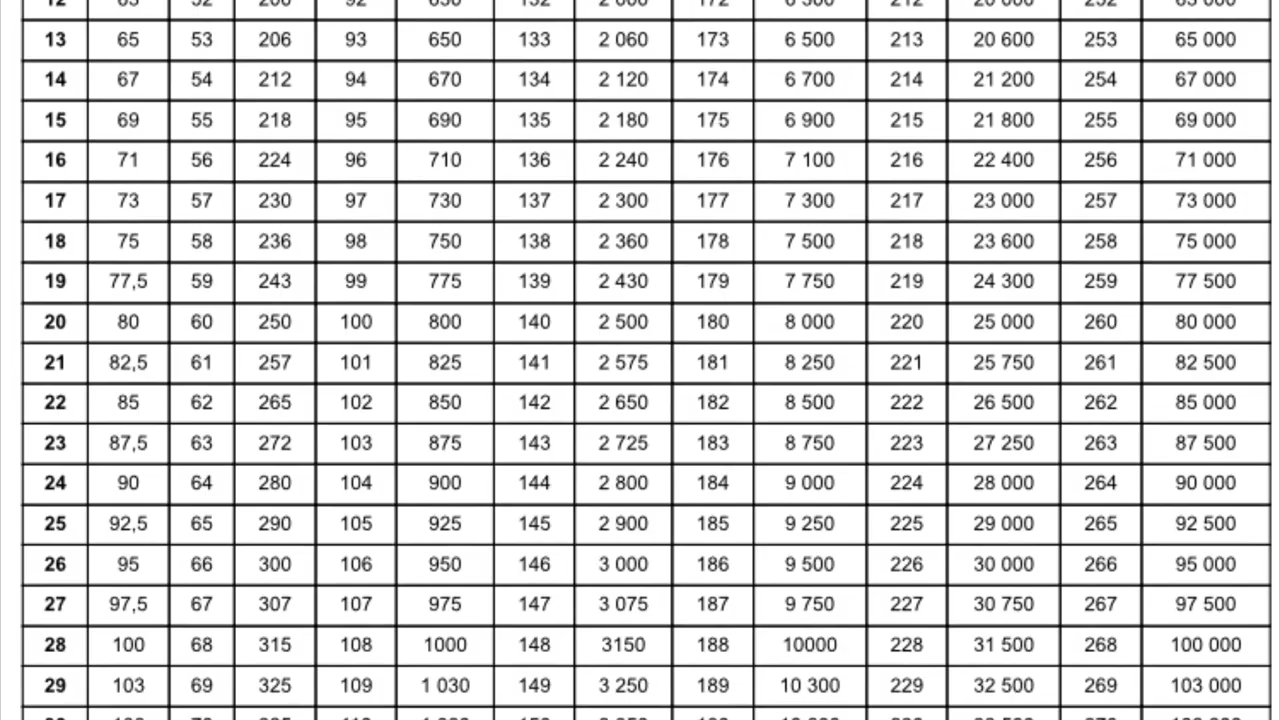 13 65 53 206 93 650 133 2 060 173 6 500 213 20 600 253 65 000
14 67 54 212 94 670 134 2 120 174 6 700 214 21 200 254 67 000
15 69 55 218 95 690 135 2 180 175 6 900 215 21 800 255 69 000
16 71 56 224 96 710 136 2 240 176 7 100 216 22 400 256 71 000
17 73 57 230 97 730 137 2 300 177 7 300 217 23 000 257 73 000
18 75 58 236 98 750 138 2 360 178 7 500 218 23 600 258 75 000
19 77,5 59 243 99 775 139 2 430 179 7 750 219 24 300 259 77 500
20 80 60 250 100 800 140 2 500 180 8 000 220 25 000 260 80 000
21 82,5 61 257 101 825 141 2 575 181 8 250 221 25 750 261 82 500
22 85 62 265 102 850 142 2 650 182 8 500 222 26 500 262 85 000
23 87,5 63 272 103 875 143 2 725 183 8 750 223 27 250 263 87 500
24 90 64 280 104 900 144 2 800 184 9 000 224 28 000 264 90 000
25 92,5 65 290 105 925 145 2 900 185 9 250 225 29 000 265 92 500
26 95 66 300 106 950 146 3 000 186 9 500 226 30 000 266 95 000
27 97,5 67 307 107 975 147 3 075 187 9 750 227 30 750 267 97 500
28 100 68 315 108 1000 148 3150 188 10000 228 31 500 268 100 000
29 103 69 325 109 1 030 149 3 250 189 10 300 229 32 500 269 103 000